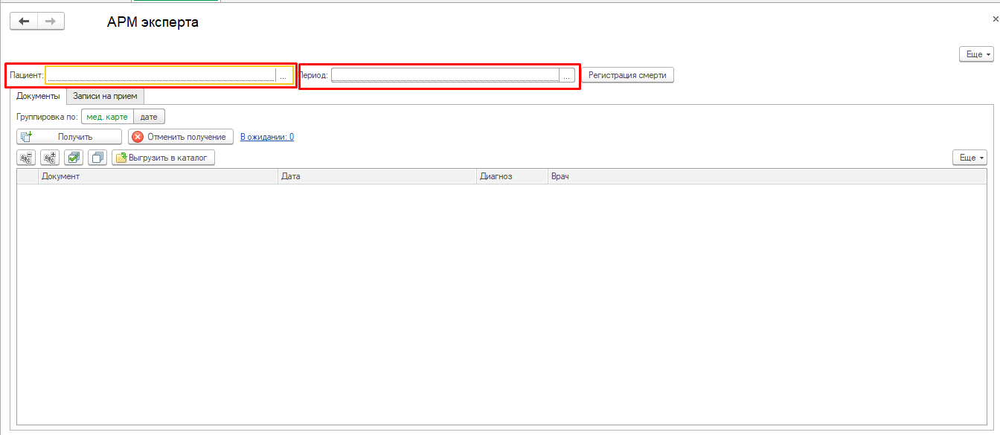 АРМ эксперта
Еще
Пациент: ... Период: ... Регистрация смерти
Документы Записи на прием
Группировка по: мед. карте дате
Получить Отменить получение В ожидании: 0
Выгрузить в каталог Еще
Документ Дата Диагноз Врач